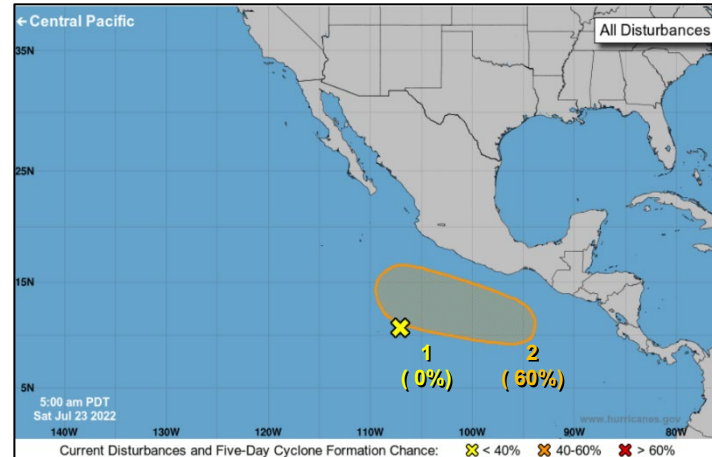 ← Central Pacific
All Disturbances
35N
25N
15N
5N
1
( 0%)
2
( 60%)
5:00 am PDT
Sat Jul 23 2022
www.hurricanes.gov
140W 130W 120W 110W 100W 90W 80W
Current Disturbances and Five-Day Cyclone Formation Chance: < 40% 40-60% > 60%